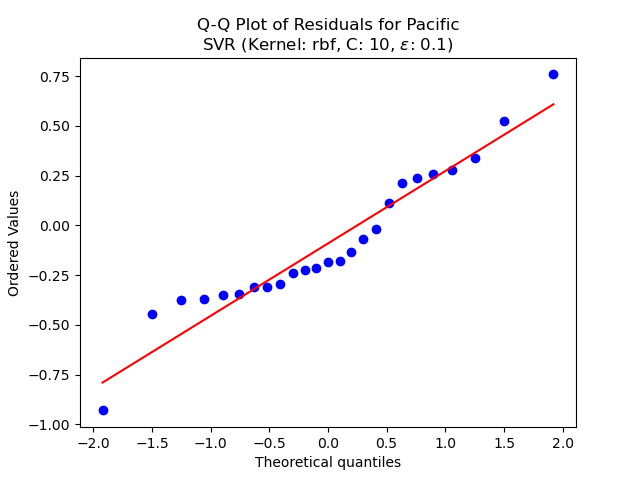 Q-Q Plot of Residuals for Pacific
SVR (Kernel: rbf, C: 10, ε: 0.1)
Ordered Values
0.75
0.50
0.25
0.00
−0.25
−0.50
−0.75
−1.00
−2.0 −1.5 −1.0 −0.5 0.0 0.5 1.0 1.5 2.0
Theoretical quantiles